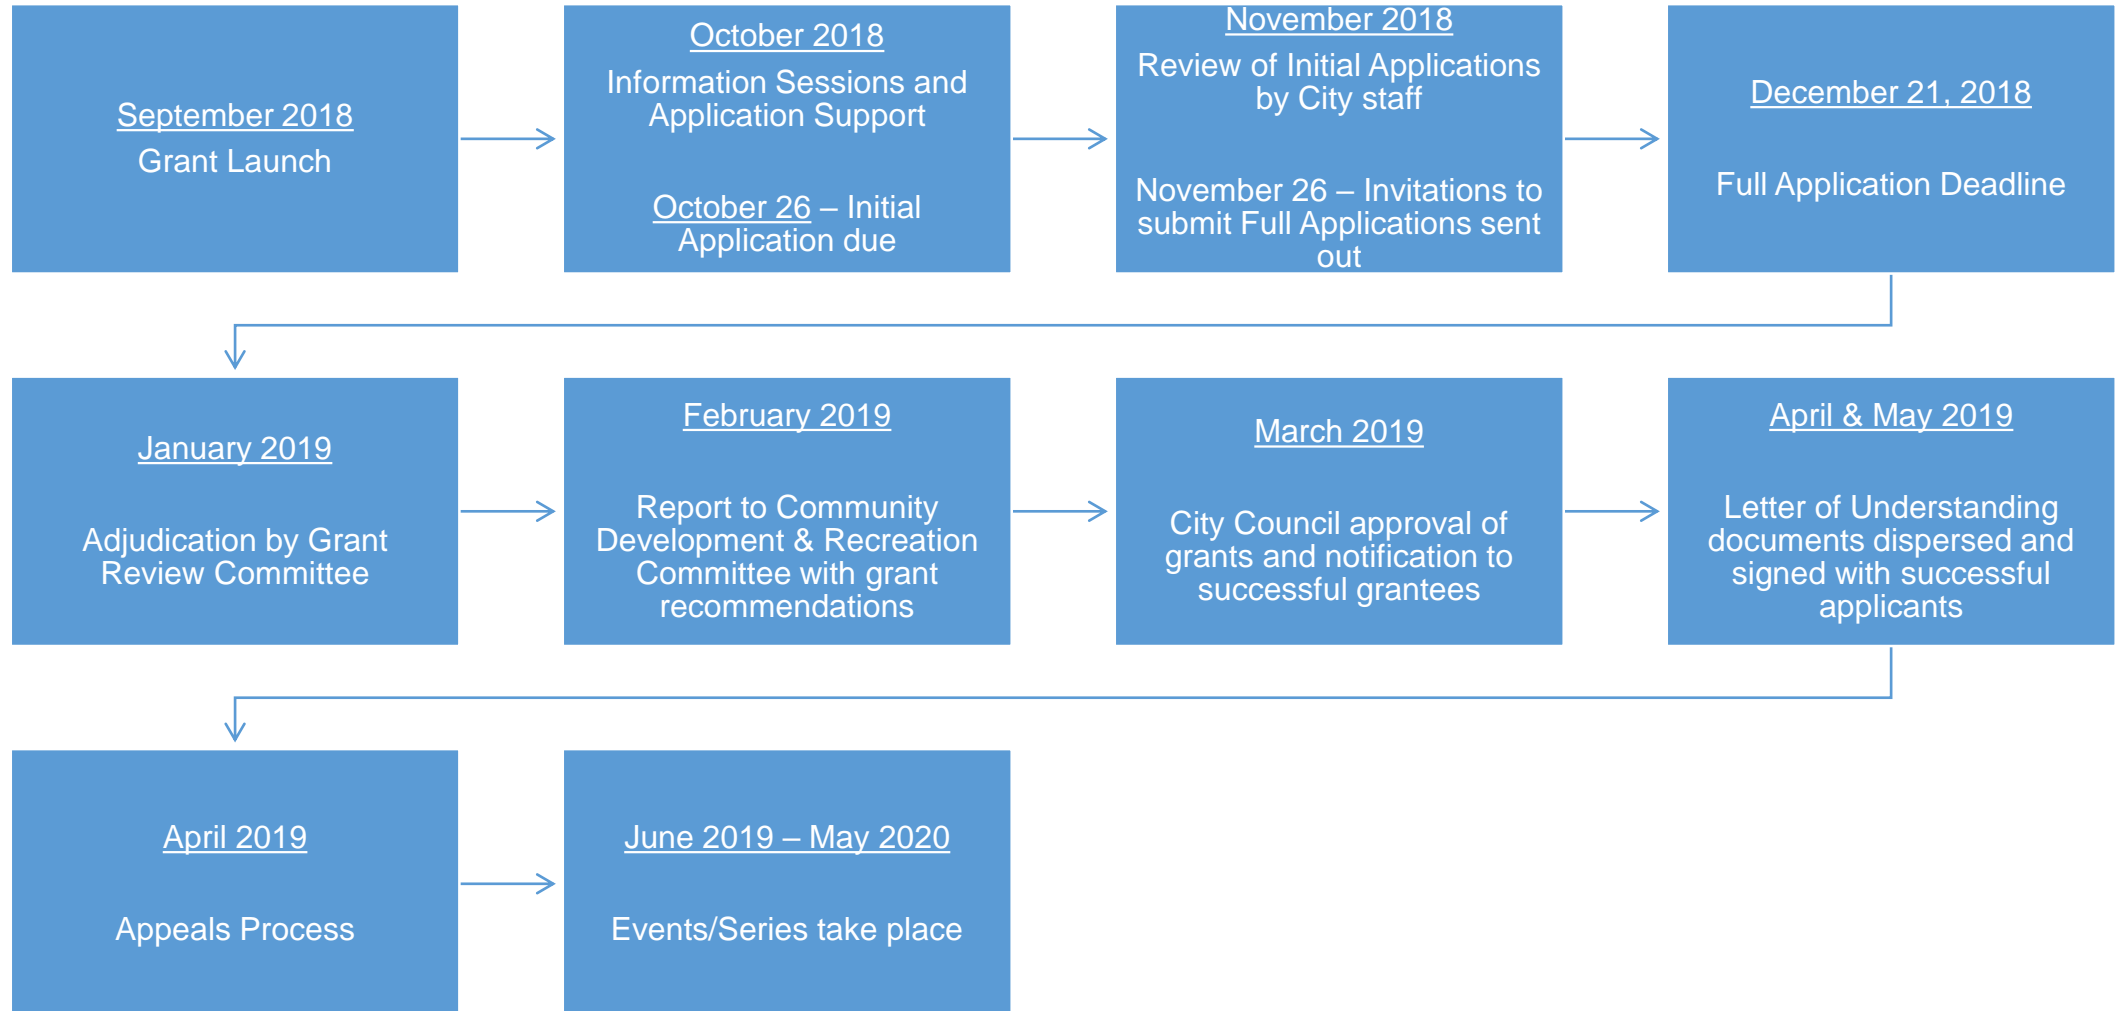 September 2018
Grant Launch
October 2018
Information Sessions and
Application Support
October 26 – Initial
Application due
November 2018
Review of Initial Applications
by City staff
November 26 – Invitations to
submit Full Applications sent
out
December 21, 2018
Full Application Deadline
January 2019
Adjudication by Grant
Review Committee
February 2019
Report to Community
Development & Recreation
Committee with grant
recommendations
March 2019
City Council approval of
grants and notification to
successful grantees
April & May 2019
Letter of Understanding
documents dispersed and
signed with successful
applicants
April 2019
Appeals Process
June 2019 – May 2020
Events/Series take place